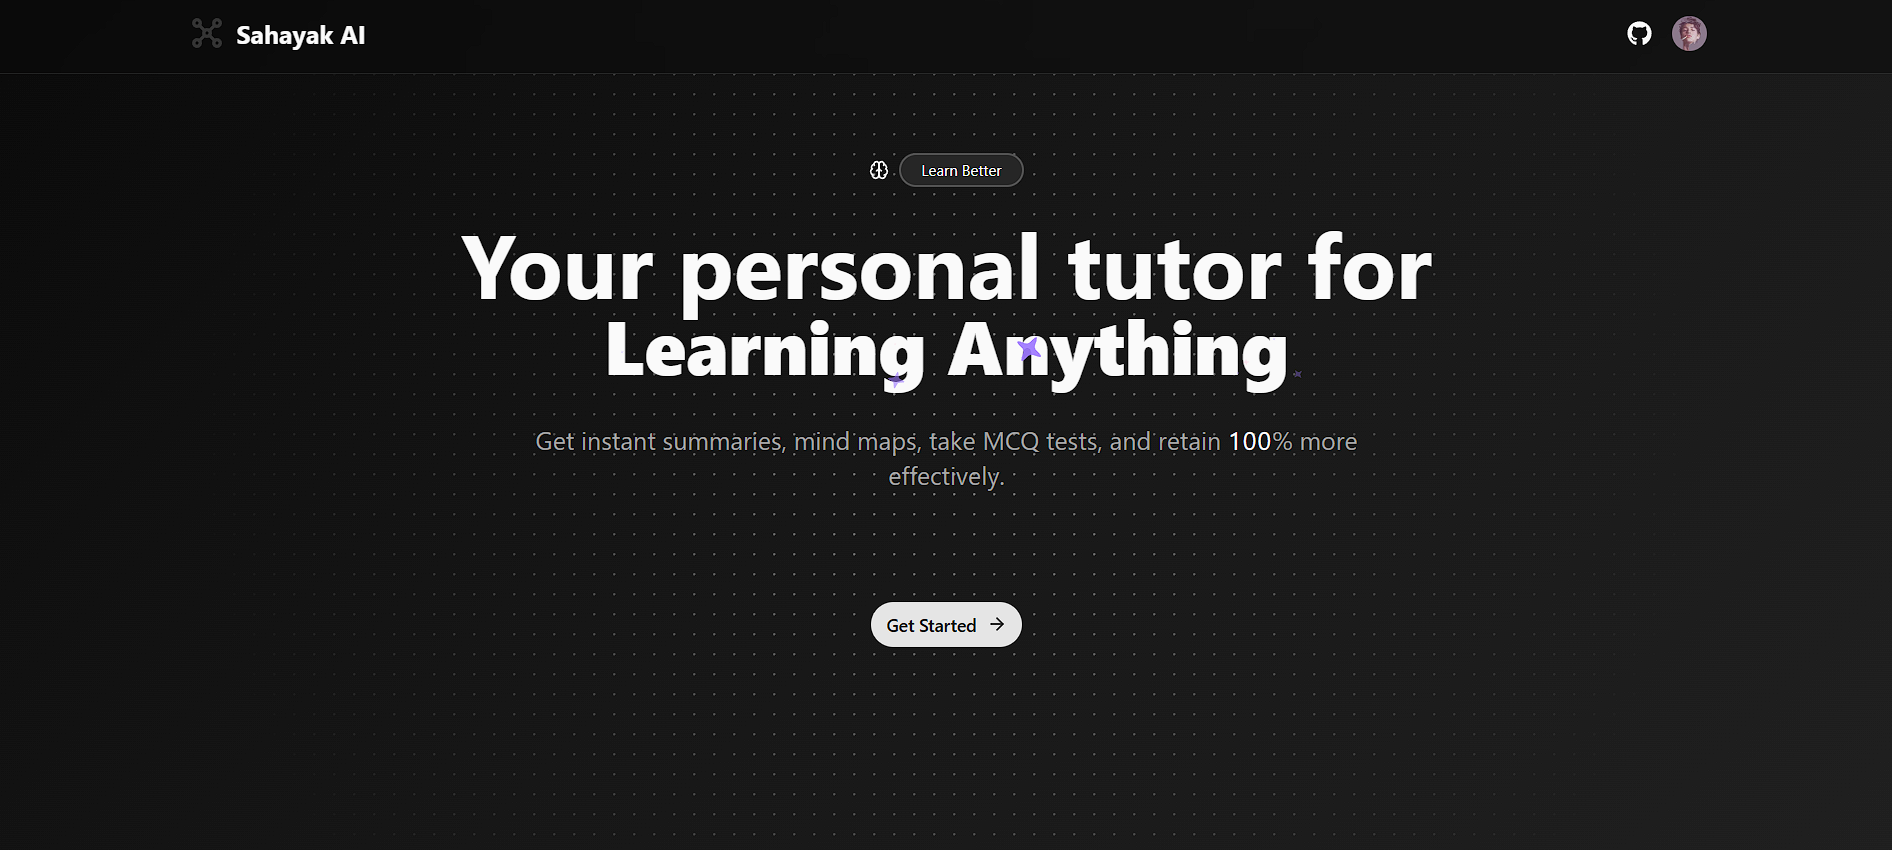 Sahayak AI
Learn Better
Your personal tutor for
Learning Anything
Get instant summaries, mind maps, take MCQ tests, and retain 100% more
effectively.
Get Started